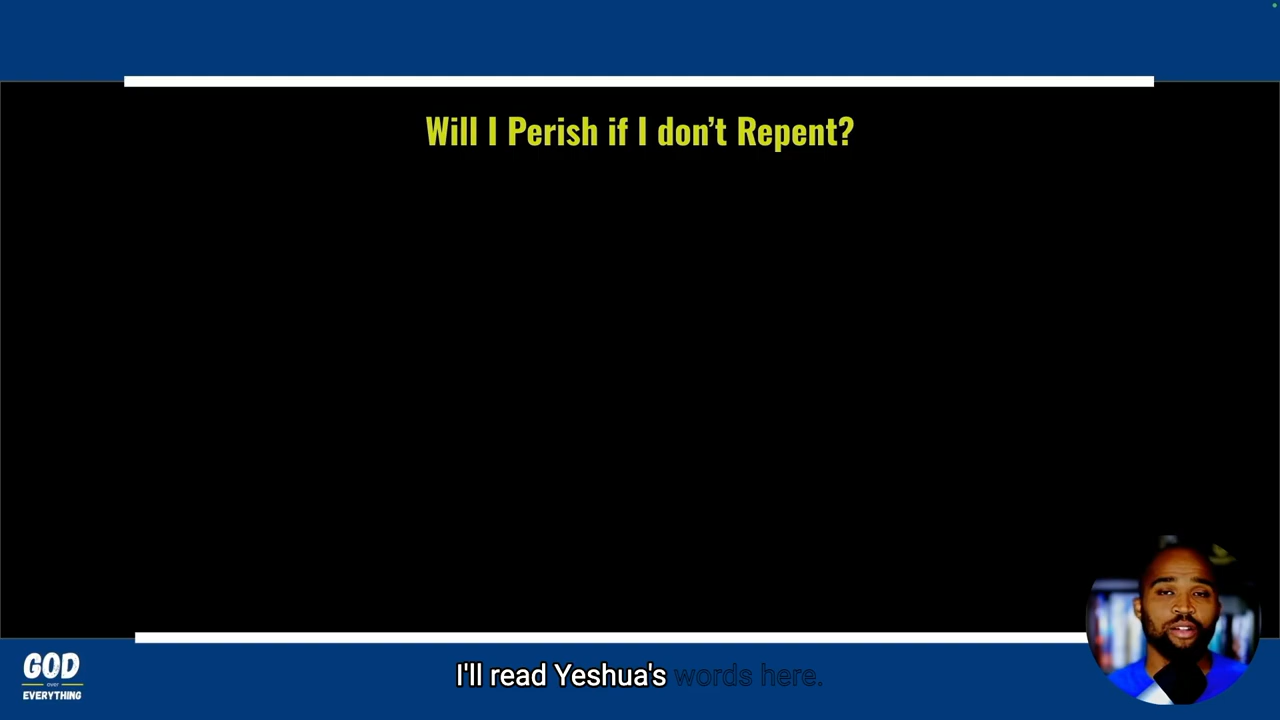 Will I Perish if I don’t Repent?
GOD
over
EVERYTHING
I'll read Yeshua's words here.